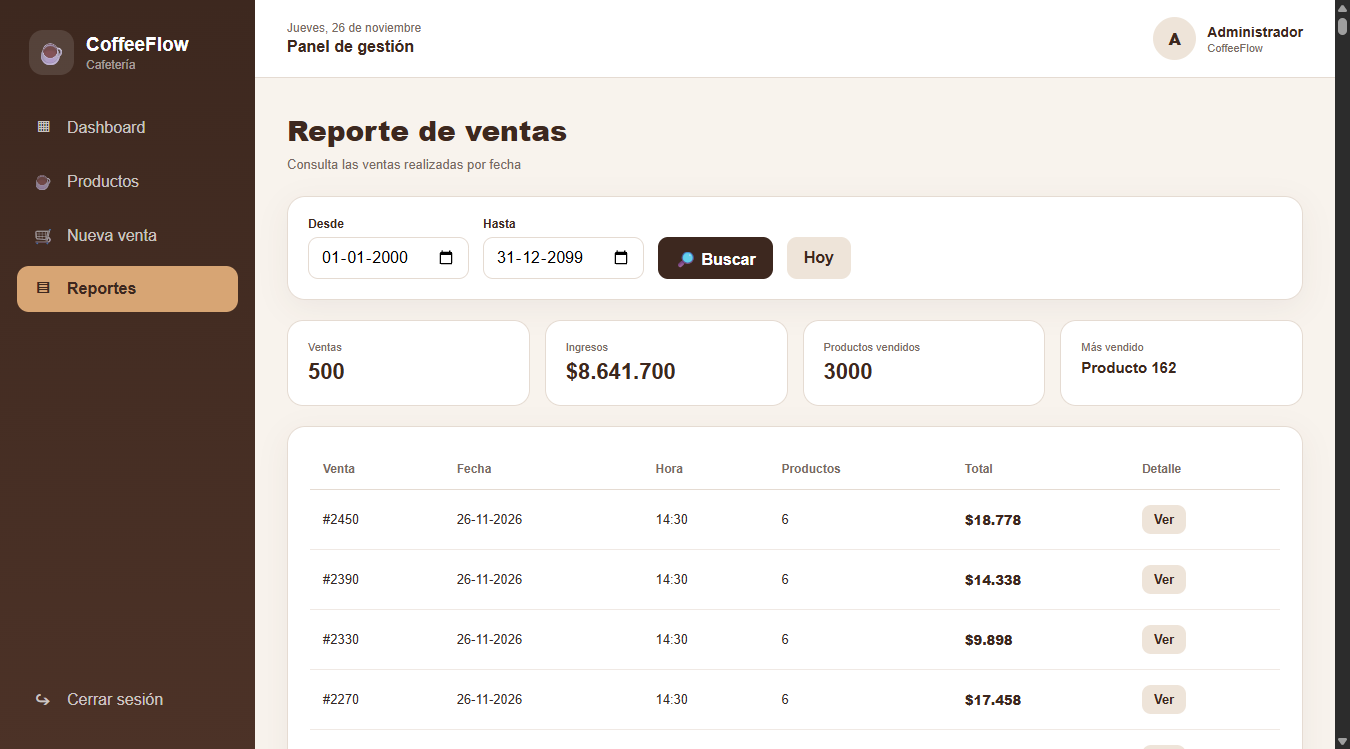 CoffeeFlow
Cafetería
Dashboard
Productos
Nueva venta
Reportes
Cerrar sesión
Jueves, 26 de noviembre
Panel de gestión
A
Administrador
CoffeeFlow
Reporte de ventas
Consulta las ventas realizadas por fecha
Desde
Hasta
01-01-2000
31-12-2099
Buscar
Hoy
Ventas
500
Ingresos
$8.641.700
Productos vendidos
3000
Más vendido
Producto 162
Venta Fecha Hora Productos Total Detalle
#2450 26-11-2026 14:30 6 $18.778 Ver
#2390 26-11-2026 14:30 6 $14.338 Ver
#2330 26-11-2026 14:30 6 $9.898 Ver
#2270 26-11-2026 14:30 6 $17.458 Ver